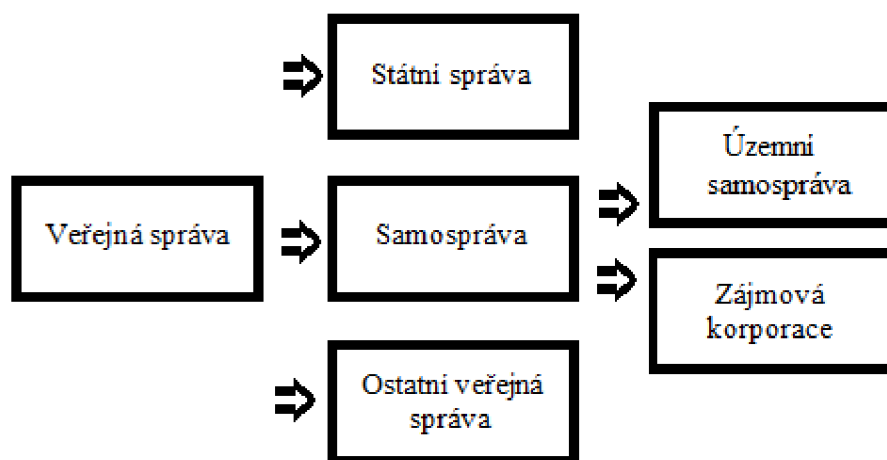 Státní správa
Územní
samospráva
Veřejná správa
Samospráva
Zájmová
korporace
Ostatní veřejná
správa